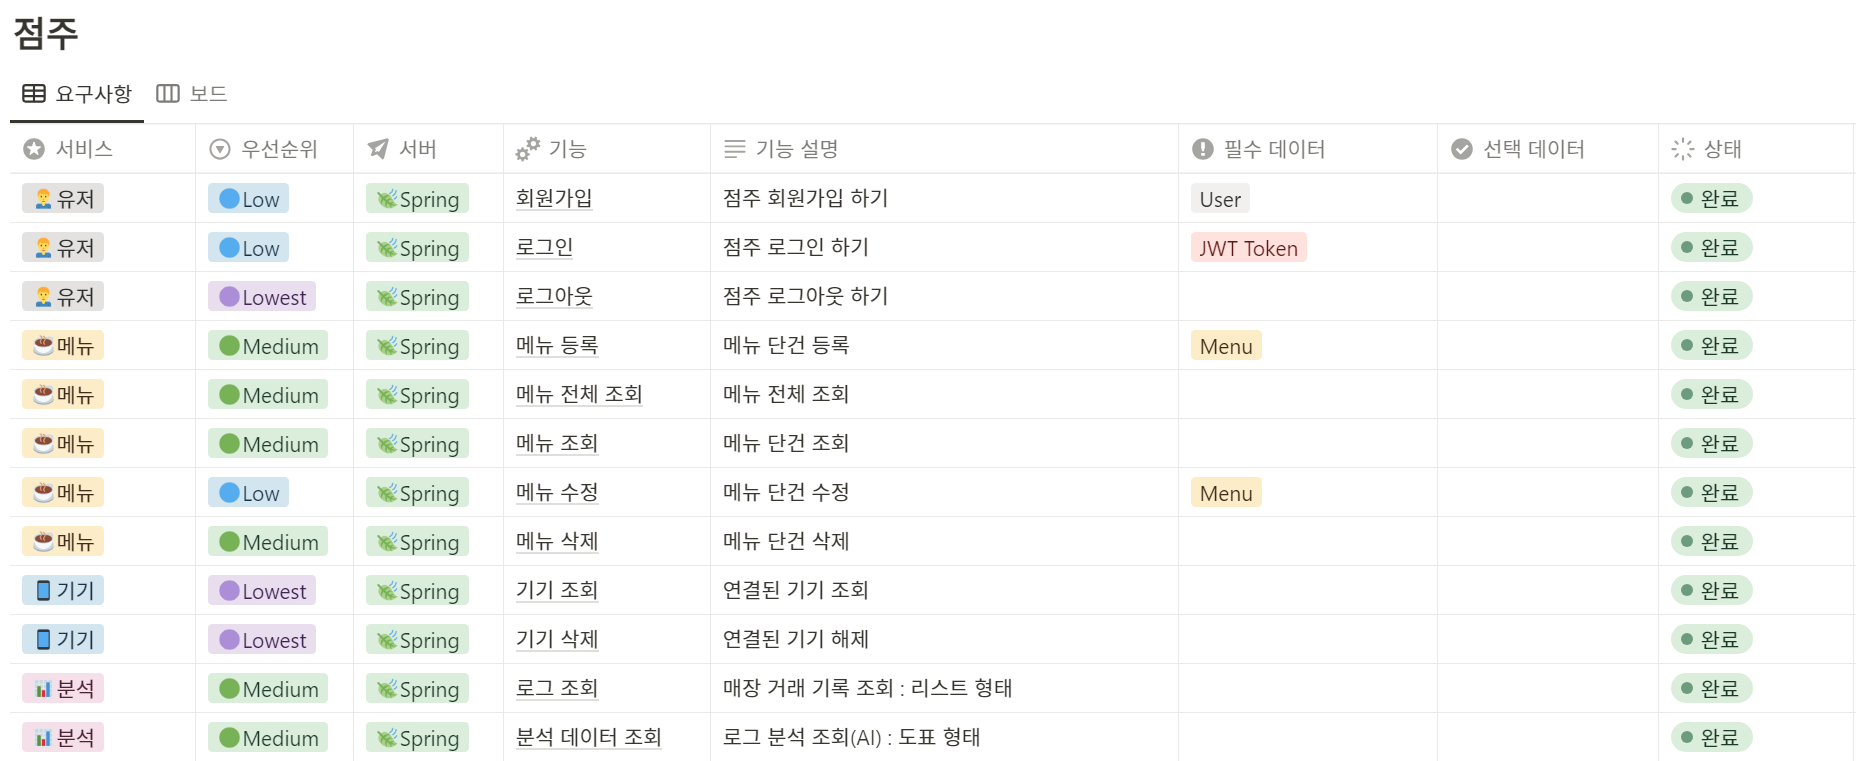 점주
요구사항 보드
서비스 우선순위 서버 기능 기능 설명 필수 데이터 선택 데이터 상태
유저 Low Spring 회원가입 점주 회원가입 하기 User 완료
유저 Low Spring 로그인 점주 로그인 하기 JWT Token 완료
유저 Lowest Spring 로그아웃 점주 로그아웃 하기 완료
메뉴 Medium Spring 메뉴 등록 메뉴 단건 등록 Menu 완료
메뉴 Medium Spring 메뉴 전체 조회 메뉴 전체 조회 완료
메뉴 Medium Spring 메뉴 조회 메뉴 단건 조회 완료
메뉴 Low Spring 메뉴 수정 메뉴 단건 수정 Menu 완료
메뉴 Medium Spring 메뉴 삭제 메뉴 단건 삭제 완료
기기 Lowest Spring 기기 조회 연결된 기기 조회 완료
기기 Lowest Spring 기기 삭제 연결된 기기 해제 완료
분석 Medium Spring 로그 조회 매장 거래 기록 조회 : 리스트 형태 완료
분석 Medium Spring 분석 데이터 조회 로그 분석 조회(AI) : 도표 형태 완료